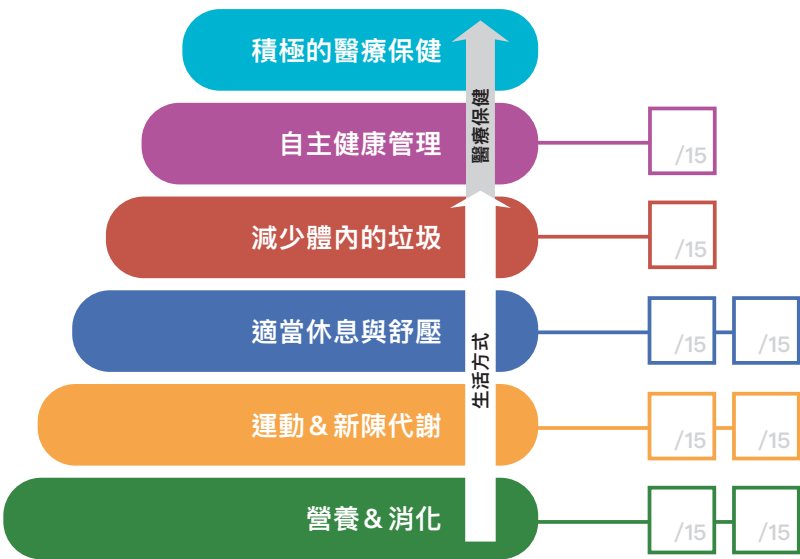 積極的醫療保健
醫療保健
自主健康管理
/15
減少體內的垃圾
/15
適當休息與舒壓
/15
/15
生活方式
運動&新陳代謝
/15
/15
營養&消化
/15
/15